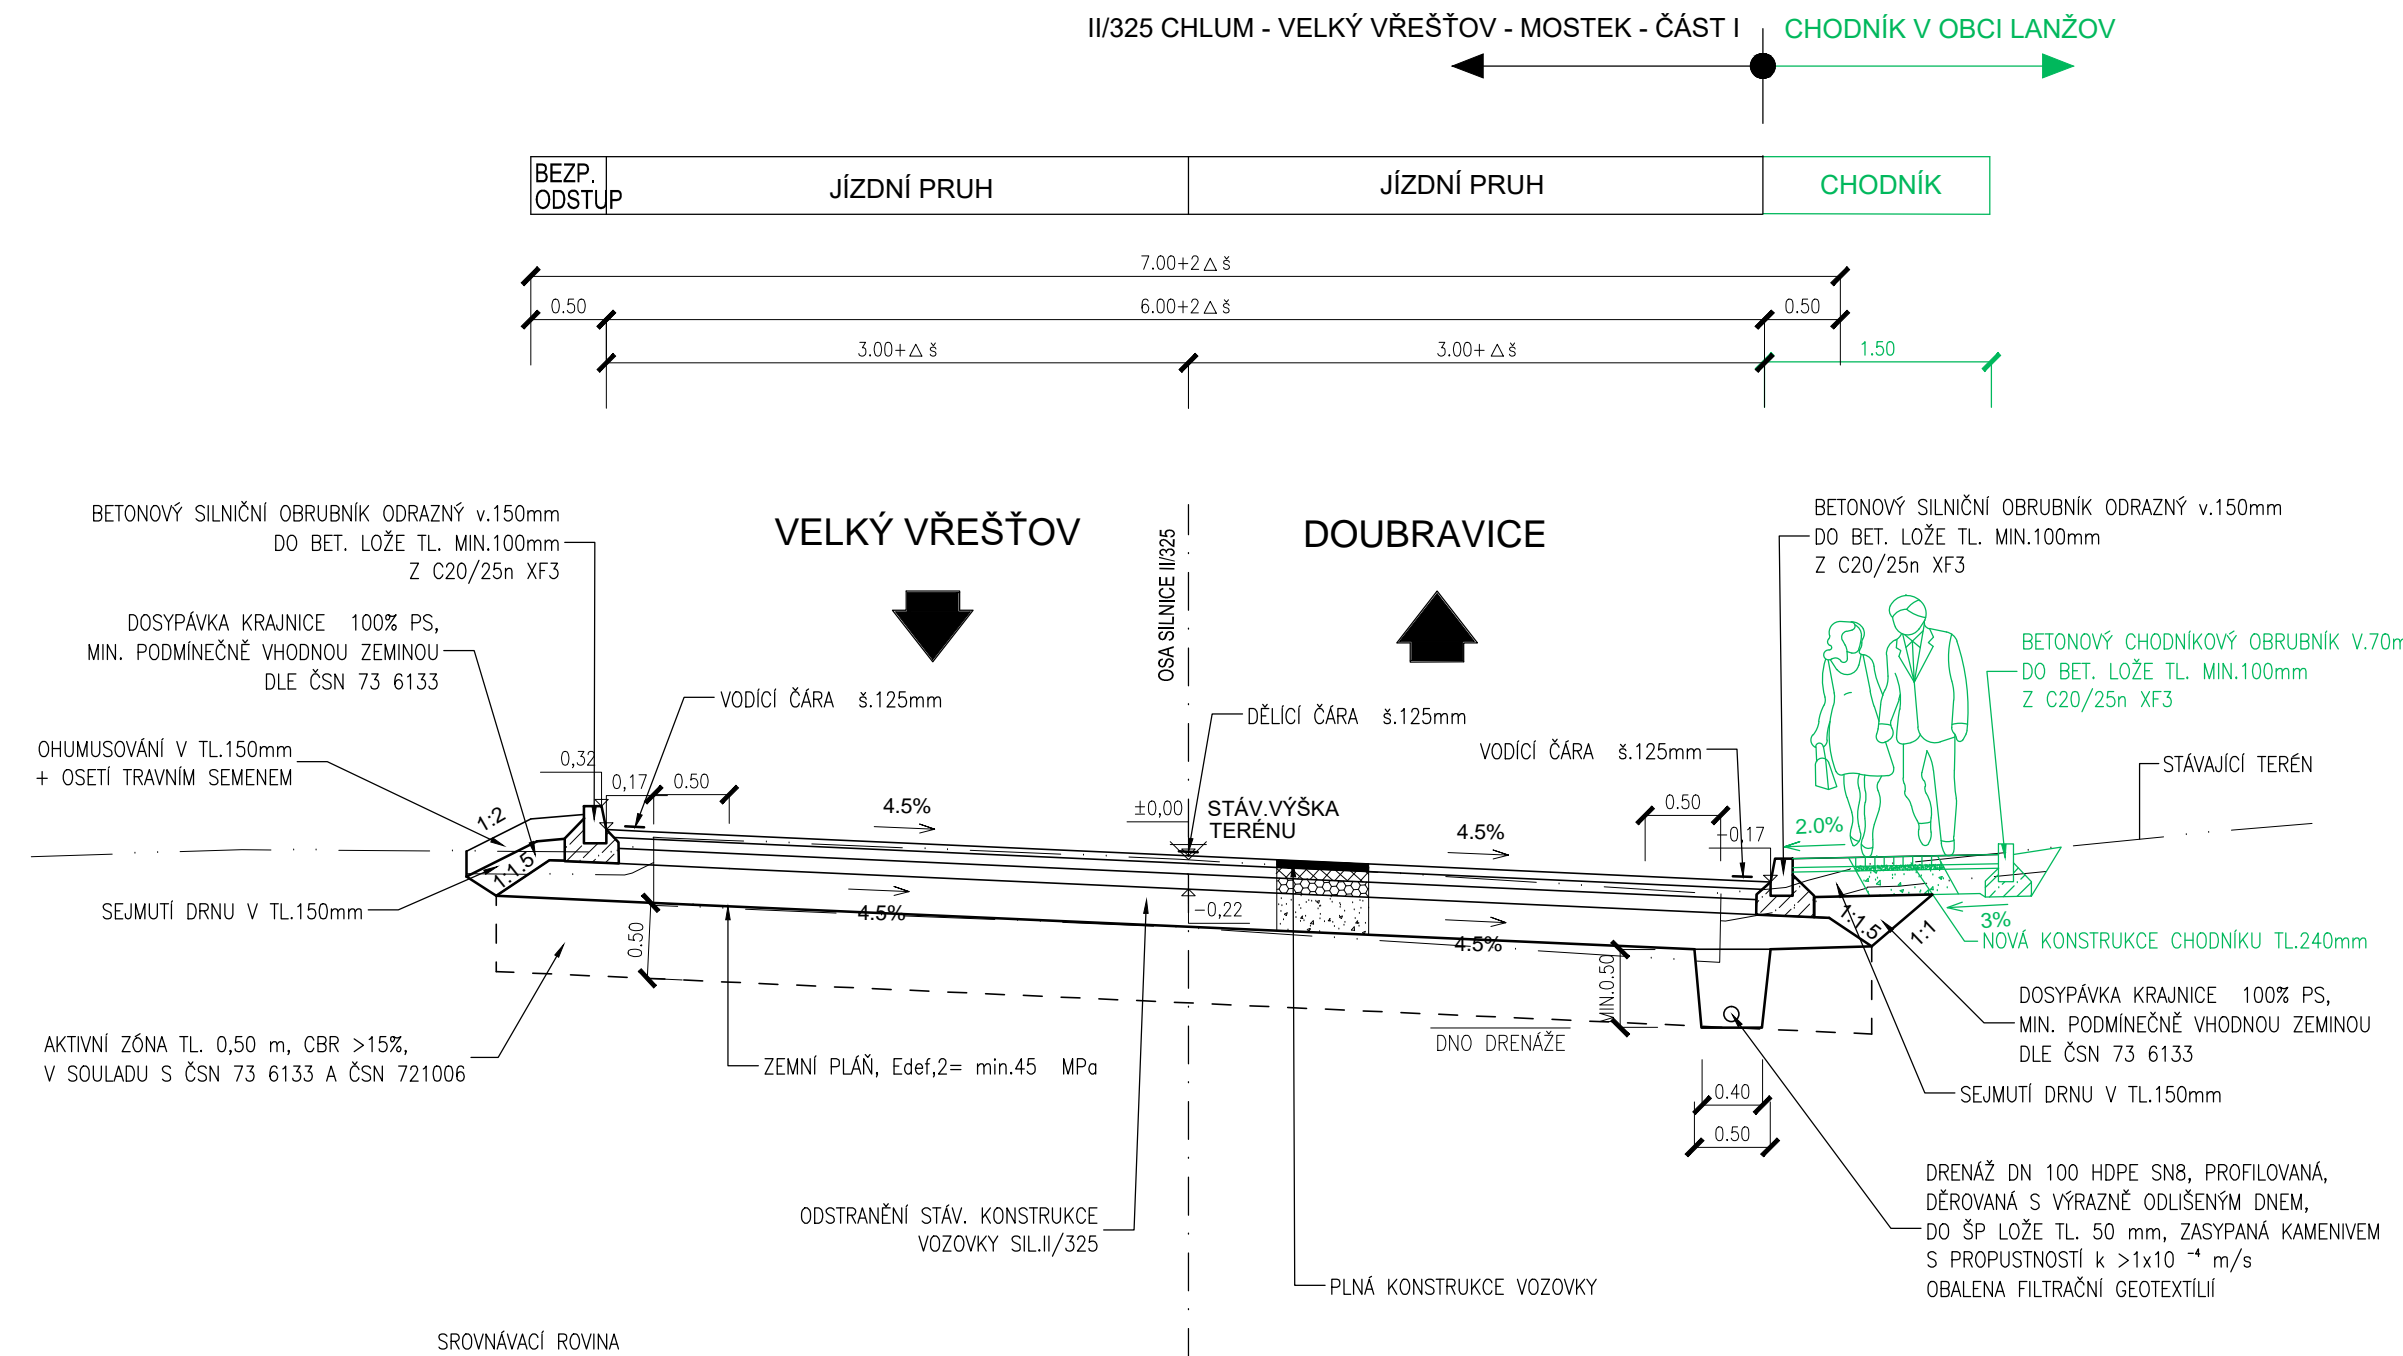 II/325 CHLUM - VELKÝ VŘEŠŤOV - MOSTEK - ČÁST I
CHODNÍK V OBCI LANŽOV
BEZP.
ODSTUP
JÍZDNÍ PRUH
JÍZDNÍ PRUH
CHODNÍK
7.00+2△š
0.50
6.00+2△š
0.50
3.00+△š
3.00+△š
1.50
BETONOVÝ SILNIČNÍ OBRUBNÍK ODRAZNÝ v.150mm
DO BET. LOŽE TL. MIN.100mm
Z C20/25n XF3
VELKÝ VŘEŠŤOV
OSA SILNICE II/325
DOUBRAVICE
BETONOVÝ SILNIČNÍ OBRUBNÍK ODRAZNÝ v.150mm
DO BET. LOŽE TL. MIN.100mm
Z C20/25n XF3
DOSYPÁVKA KRAJNICE 100% PS,
MIN. PODMÍNEČNĚ VHODNOU ZEMINOU
DLE ČSN 73 6133
BETONOVÝ CHODNÍKOVÝ OBRUBNÍK V.70m
DO BET. LOŽE TL. MIN.100mm
Z C20/25n XF3
VODÍCÍ ČÁRA š.125mm
DĚLÍCÍ ČÁRA š.125mm
VODÍCÍ ČÁRA š.125mm
OHUMUSOVÁNÍ V TL.150mm
+ OSETÍ TRAVNÍM SEMENEM
STÁVAJÍCÍ TERÉN
0,32
0,17
0.50
4.5%
±0,00
STÁV.VÝŠKA
TERÉNU
4.5%
0.50
-0,17
2.0%
1:2
1:1.5
SEJMUTÍ DRNU V TL.150mm
4.5%
-0,22
4.5%
1:1.5
1:1
3%
NOVÁ KONSTRUKCE CHODNÍKU TL.240mm
0.50
MIN.0.50
DNO DRENÁŽE
AKTIVNÍ ZÓNA TL. 0,50 m, CBR >15%,
V SOULADU S ČSN 73 6133 A ČSN 721006
ZEMNÍ PLÁŇ, Edef,2= min.45 MPa
DOSYPÁVKA KRAJNICE 100% PS,
MIN. PODMÍNEČNĚ VHODNOU ZEMINOU
DLE ČSN 73 6133
SEJMUTÍ DRNU V TL.150mm
0.40
0.50
DRENÁŽ DN 100 HDPE SN8, PROFILOVANÁ,
DĚROVANÁ S VÝRAZNĚ ODLIŠENÝM DNEM,
DO ŠP LOŽE TL. 50 mm, ZASYPANÁ KAMENIVEM
S PROPUSTNOSTÍ k >1x10 ⁻⁴ m/s
OBALENA FILTRAČNÍ GEOTEXTÍLIÍ
ODSTRANĚNÍ STÁV. KONSTRUKCE
VOZOVKY SIL.II/325
PLNÁ KONSTRUKCE VOZOVKY
SROVNÁVACÍ ROVINA